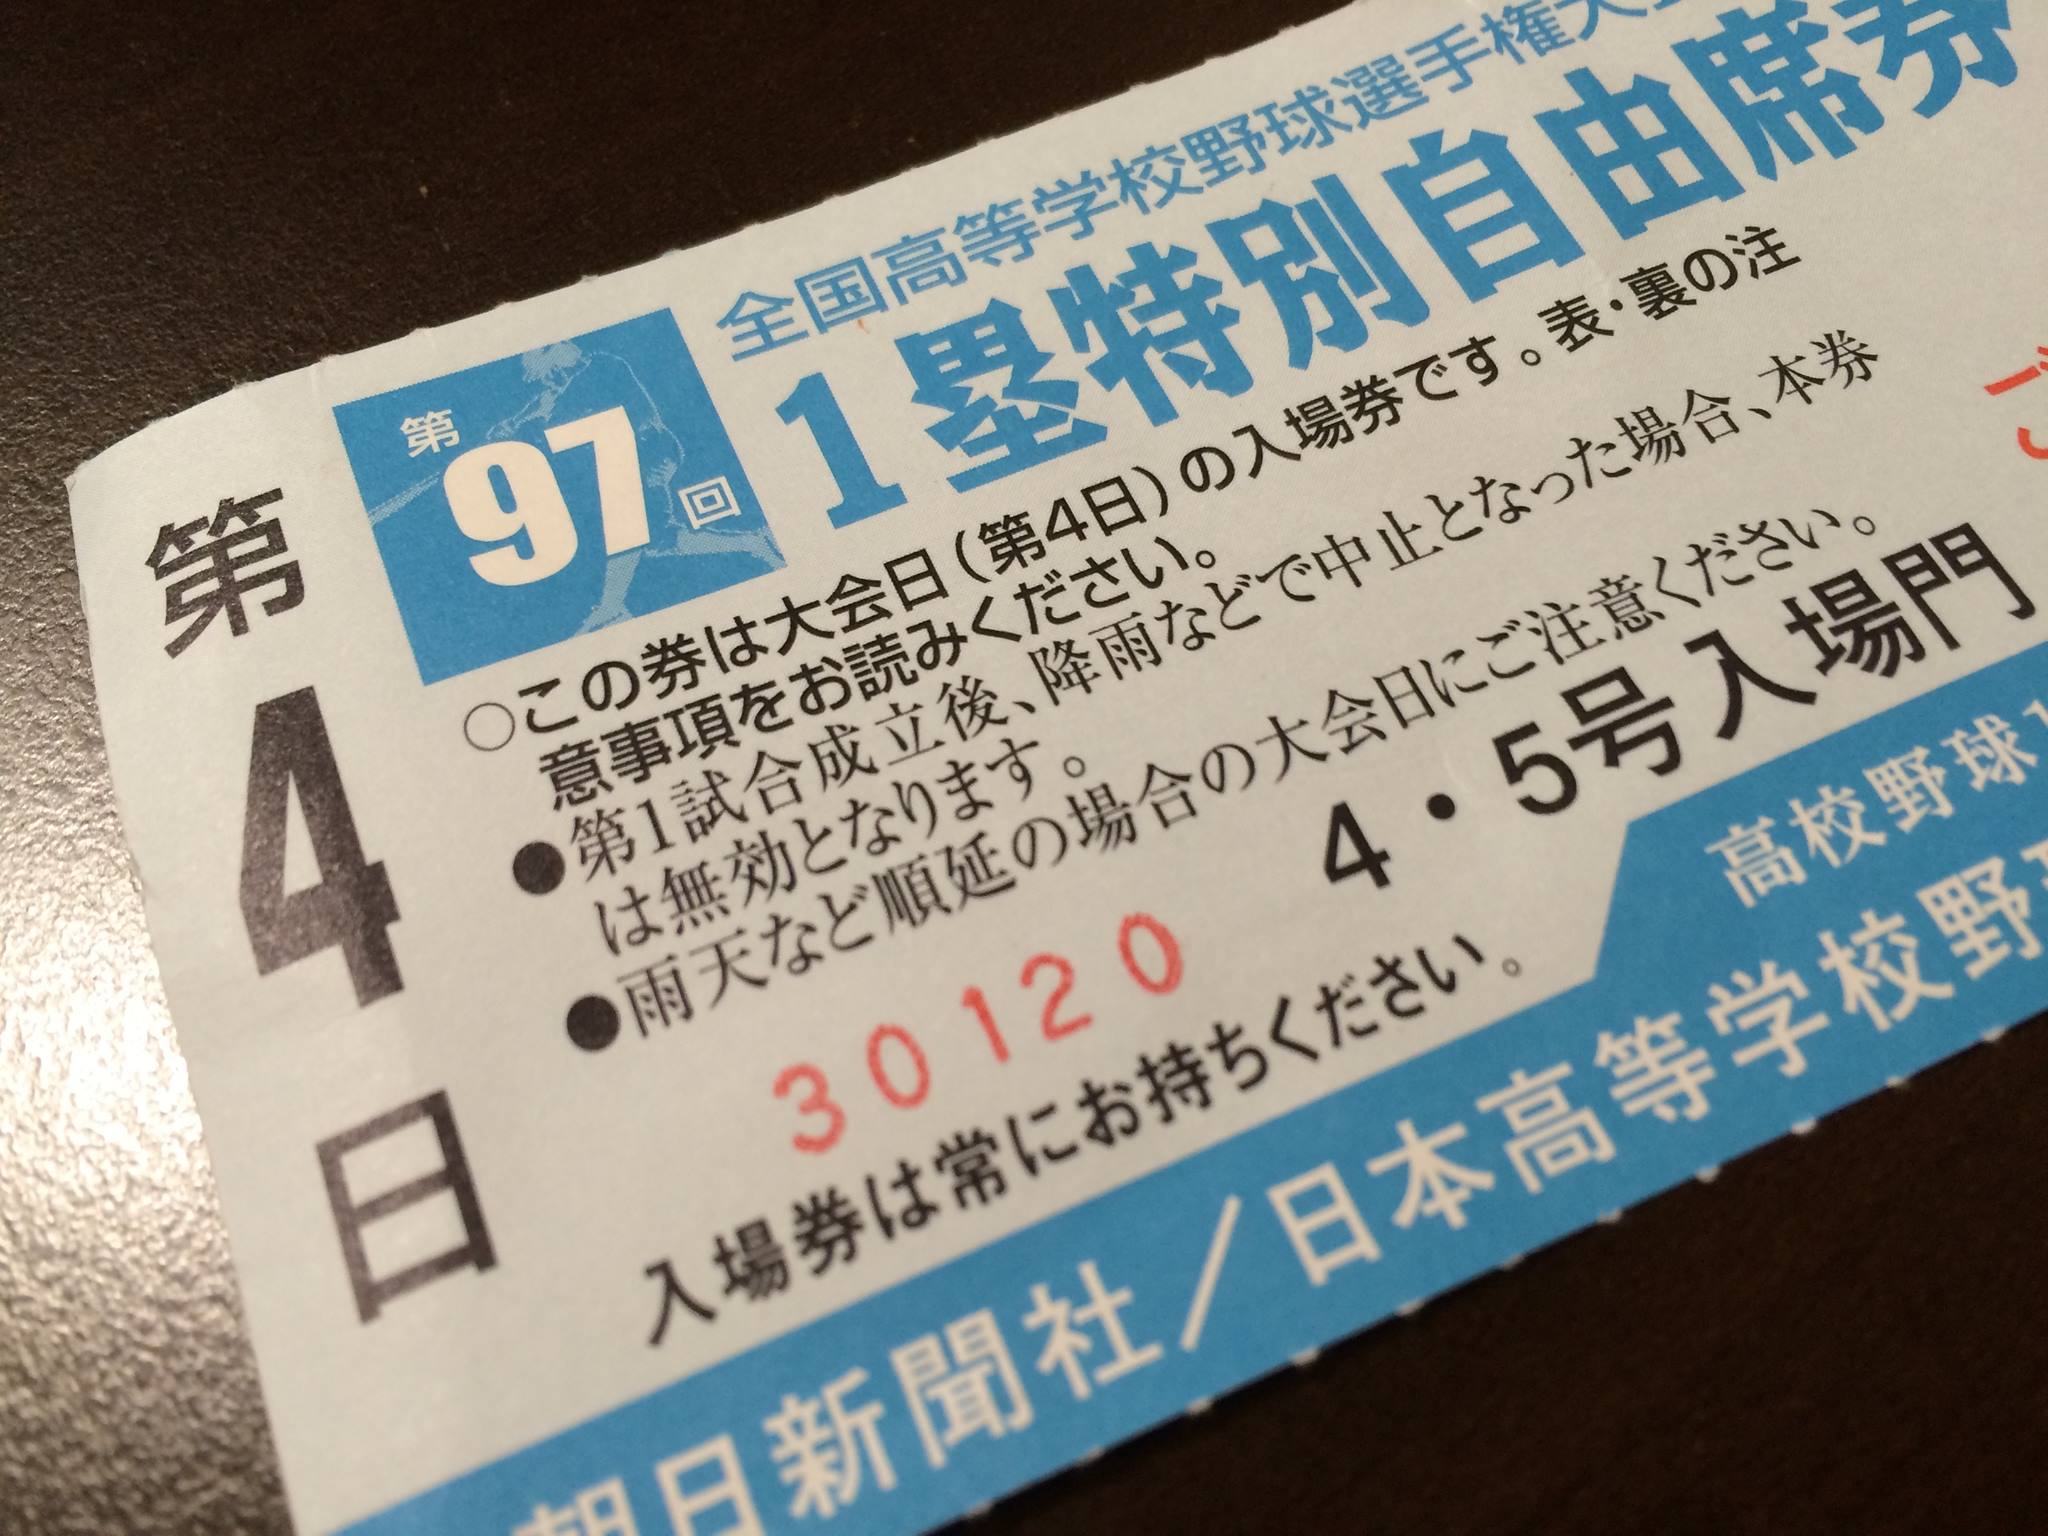 全国高等学校野球選手権大
第97回
1塁特別自由席券
○この券は大会日(第4日)の入場券です。表・裏の注
意事項をお読みください。
●第1試合成立後、降雨などで中止となった場合、本券
は無効となります。
●雨天など順延の場合の大会日にご注意ください。
4・5号入場門
30120
入場券は常にお持ちください。
高校野球1
朝日新聞社/日本高等学校野
第4日